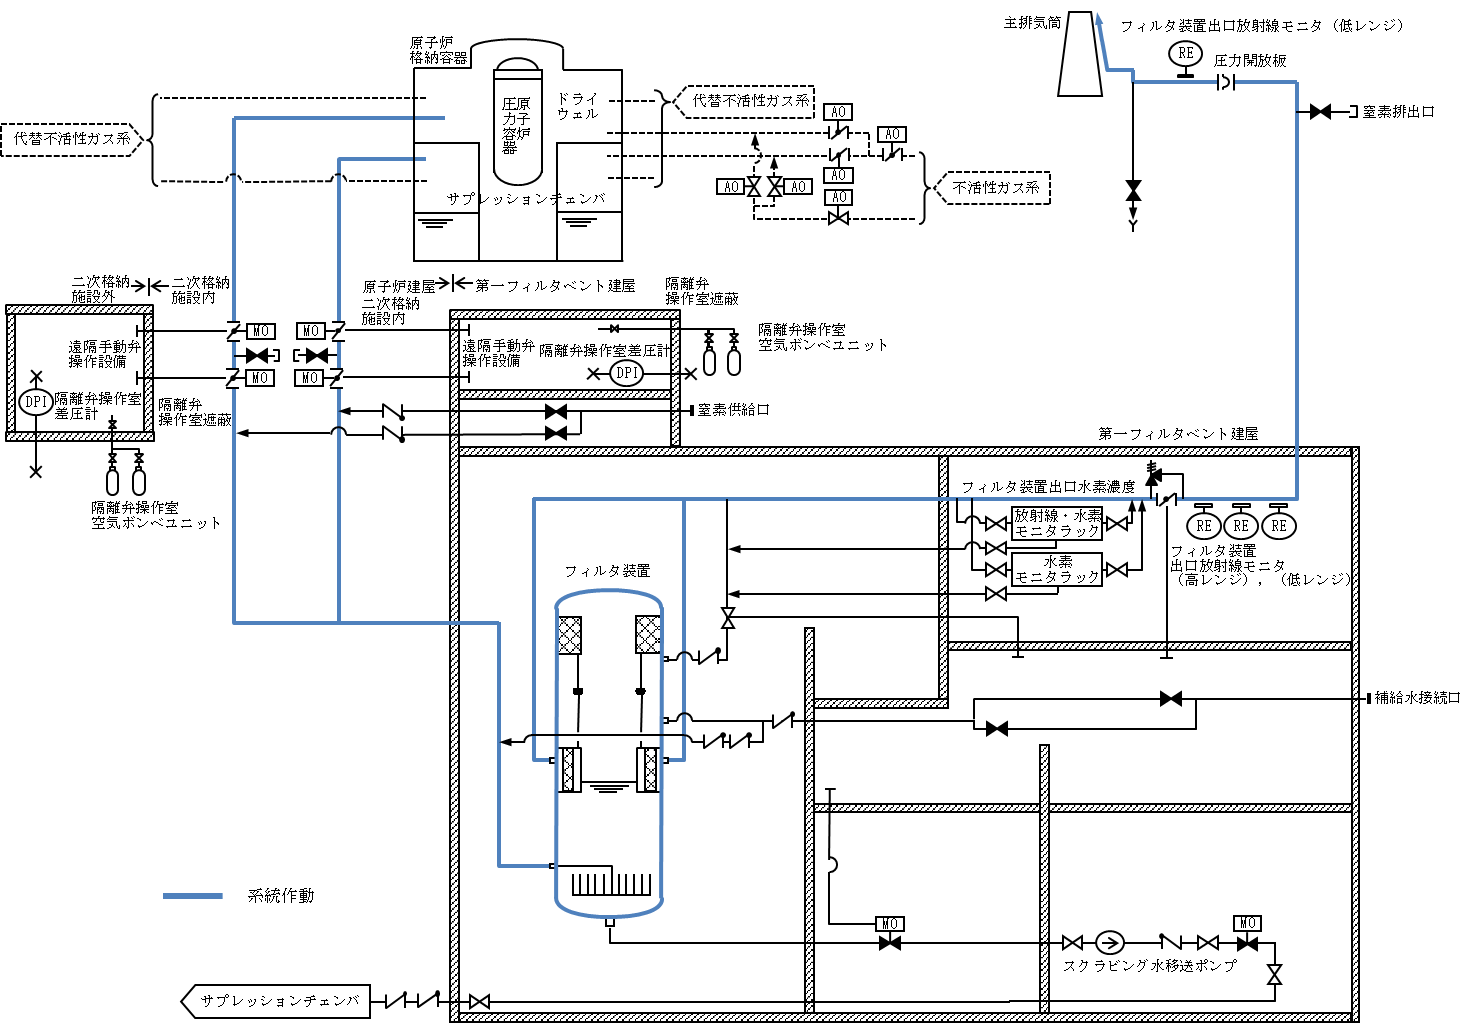 主排気筒
フィルタ装置出口放射線モニタ（低レンジ）
RE
圧力開放板
窒素排出口
原子炉
格納容器
原子炉
圧力容器
ドライ
ウェル
サプレッションチェンバ
代替不活性ガス系
代替不活性ガス系
AO
AO
AO
AO
AO
AO
不活性ガス系
二次格納
施設外
二次格納
施設内
原子炉建屋
二次格納
施設内
第一フィルタベント建屋
隔離弁
操作室遮蔽
MO
MO
MO
MO
遠隔手動弁
操作設備
DPI
隔離弁操作室
差圧計
隔離弁
操作室遮蔽
隔離弁操作室
空気ボンベユニット
遠隔手動弁
操作設備
隔離弁操作室差圧計
DPI
隔離弁操作室
空気ボンベユニット
窒素供給口
第一フィルタベント建屋
フィルタ装置出口水素濃度
放射線・水素
モニタラック
水素
モニタラック
RE
RE
RE
フィルタ装置
出口放射線モニタ
（高レンジ），（低レンジ）
フィルタ装置
補給水接続口
系統作動
MO
MO
スクラビング水移送ポンプ
サプレッションチェンバ